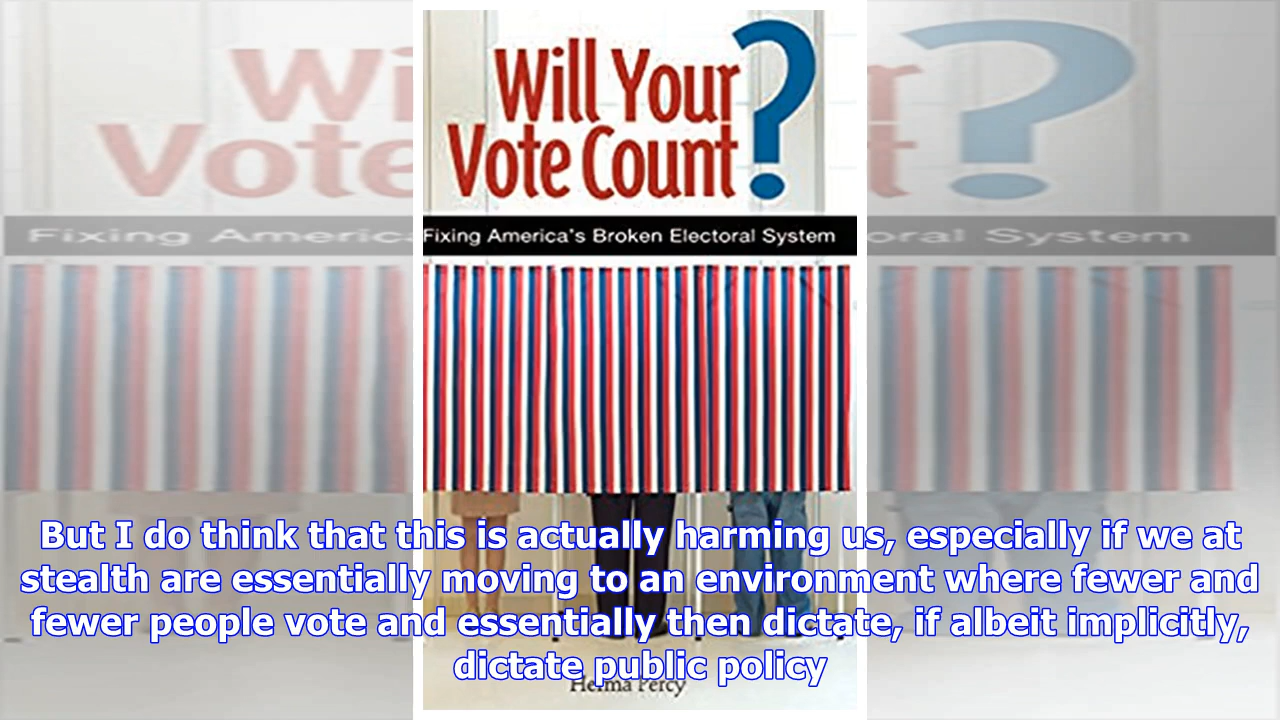 Will Your
Vote Count?
Fixing America's Broken Electoral System
But I do think that this is actually harming us, especially if we at
stealth are essentially moving to an environment where fewer and
fewer people vote and essentially then dictate, if albeit implicitly,
dictate public policy
Herma Percy